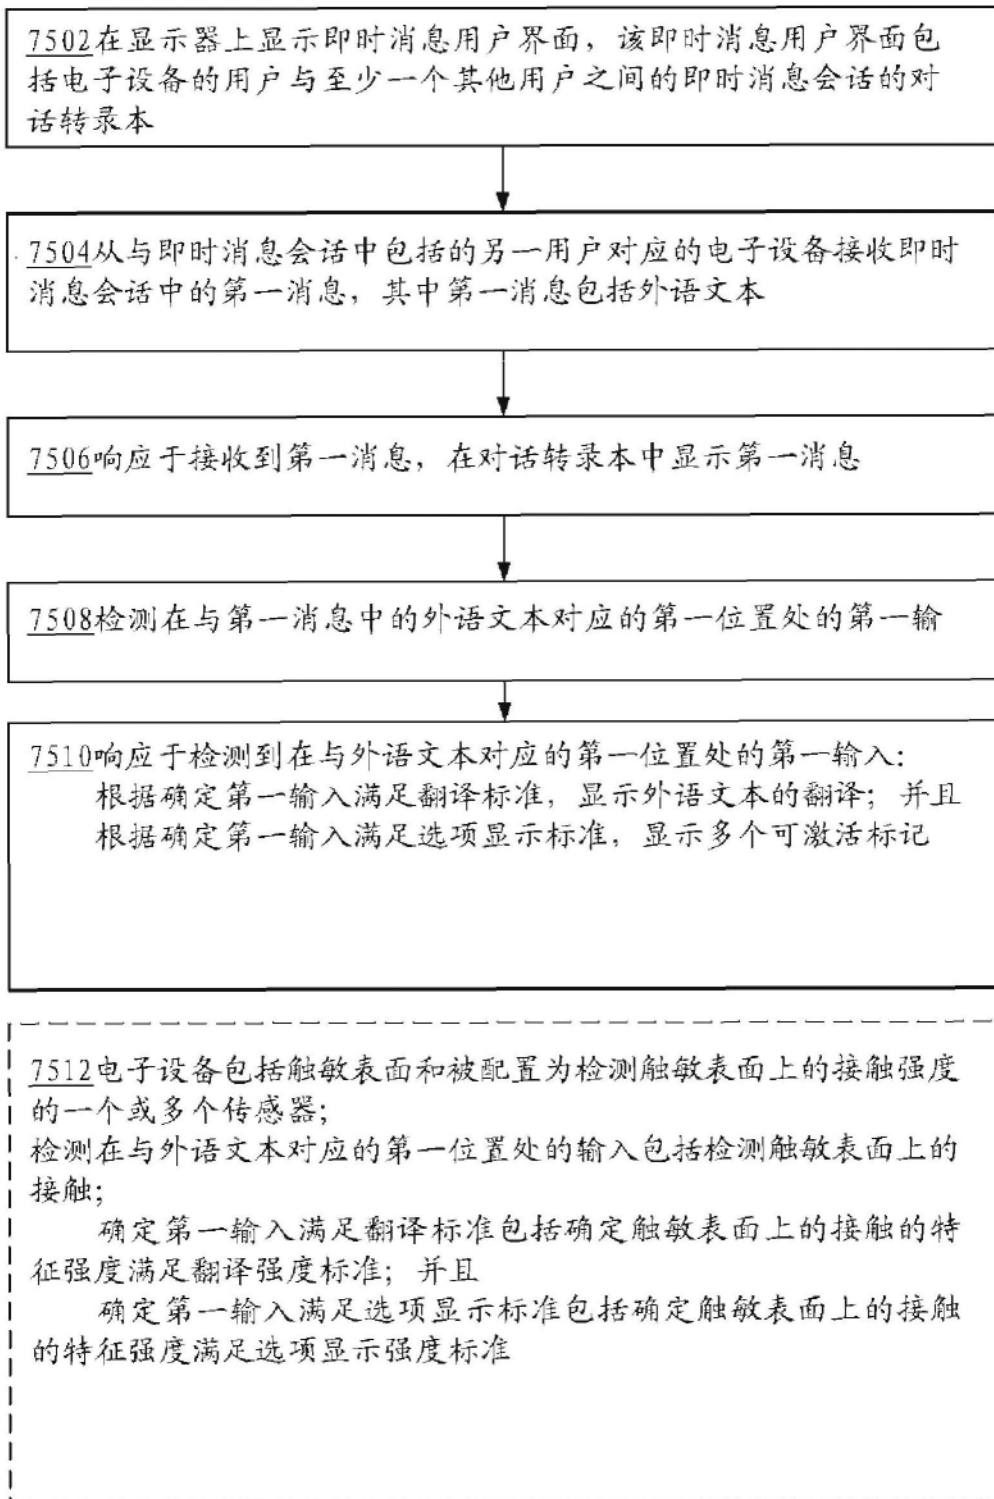 7502在显示器上显示即时消息用户界面，该即时消息用户界面包
括电子设备的用户与至少一个其他用户之间的即时消息会话的对
话转录本
7504从与即时消息会话中包括的另一用户对应的电子设备接收即时
消息会话中的第一消息，其中第一消息包括外语文本
7506响应于接收到第一消息，在对话转录本中显示第一消息
7508检测在与第一消息中的外语文本对应的第一位置处的第一输
7510响应于检测到在与外语文本对应的第一位置处的第一输入：
根据确定第一输入满足翻译标准，显示外语文本的翻译；并且
根据确定第一输入满足选项显示标准，显示多个可激活标记
7512电子设备包括触敏表面和被配置为检测触敏表面上的接触强度
的一个或多个传感器；
检测在与外语文本对应的第一位置处的输入包括检测触敏表面上的
接触；
确定第一输入满足翻译标准包括确定触敏表面上的接触的特
征强度满足翻译强度标准；并且
确定第一输入满足选项显示标准包括确定触敏表面上的接触
的特征强度满足选项显示强度标准